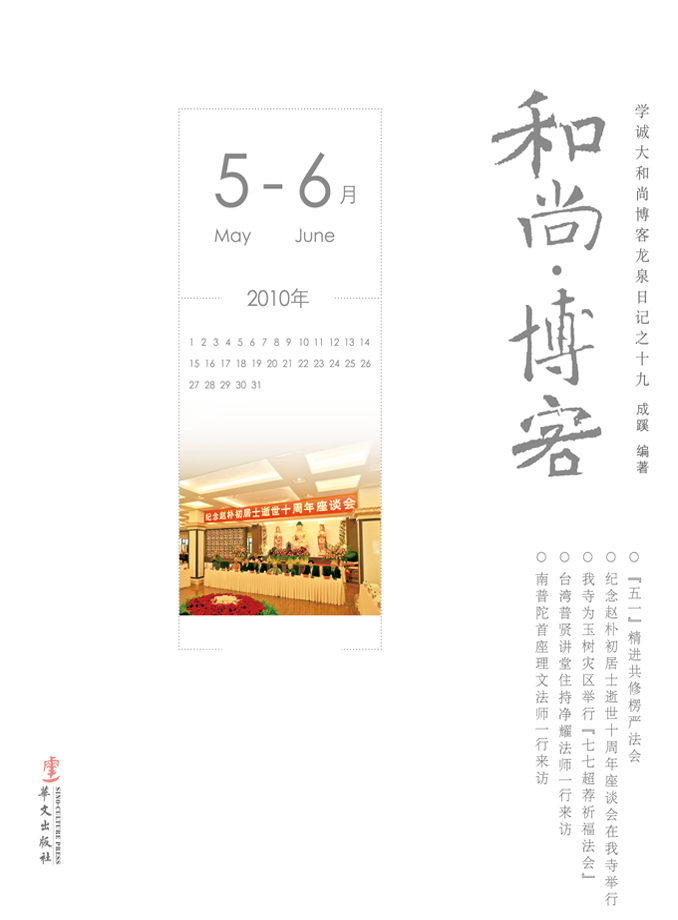 和尚·博客
学诚大和尚博客龙泉日记之十九 成蹊 编著
5-6月
May June
2010年
1 2 3 4 5 6 7 8 9 10 11 12 13 14
15 16 17 18 19 20 21 22 23 24 25 26
27 28 29 30 31
纪念赵朴初居士逝世十周年座谈会
○『五一』精进共修楞严法会
○纪念赵朴初居士逝世十周年座谈会在我寺举行
○我寺为玉树灾区举行『七七超荐祈福法会』
○台湾普贤讲堂住持净耀法师一行来访
○南普陀首座理文法师一行来访
華文出版社
SINO-CULTURE PRESS